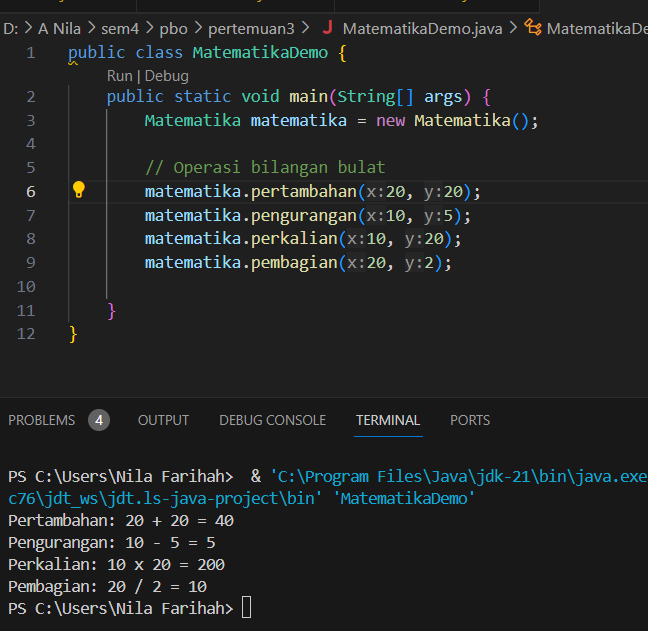 D: > A Nila > sem4 > pbo > pertemuan3 > J MatematikaDemo.java > MatematikaDe
1 public class MatematikaDemo {
Run | Debug
2 public static void main(String[] args) {
3 Matematika matematika = new Matematika();
4
5 // Operasi bilangan bulat
6 matematika.pertambahan(x:20, y:20);
7 matematika.pengurangan(x:10, y:5);
8 matematika.perkalian(x:10, y:20);
9 matematika.pembagian(x:20, y:2);
10
11 }
12 }
PROBLEMS 4 OUTPUT DEBUG CONSOLE TERMINAL PORTS
PS C:\Users\Nila Farihah>  & 'C:\Program Files\Java\jdk-21\bin\java.exe
c76\jdt_ws\jdt.ls-java-project\bin' 'MatematikaDemo'
Pertambahan: 20 + 20 = 40
Pengurangan: 10 - 5 = 5
Perkalian: 10 x 20 = 200
Pembagian: 20 / 2 = 10
PS C:\Users\Nila Farihah>